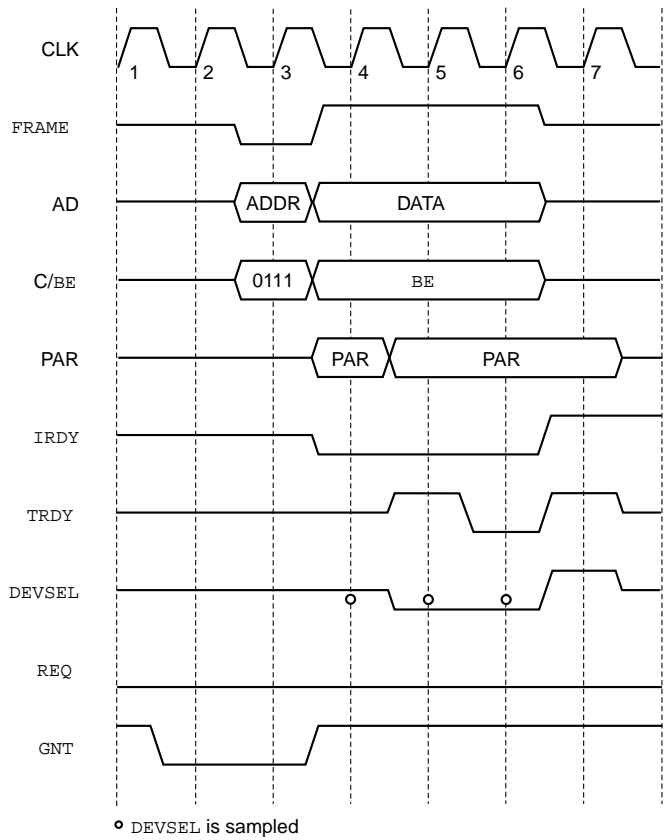 CLK
1 2 3 4 5 6 7
FRAME
AD ADDR DATA
C/BE 0111 BE
PAR PAR PAR
IRDY
TRDY
DEVSEL
REQ
GNT
DEVSEL is sampled